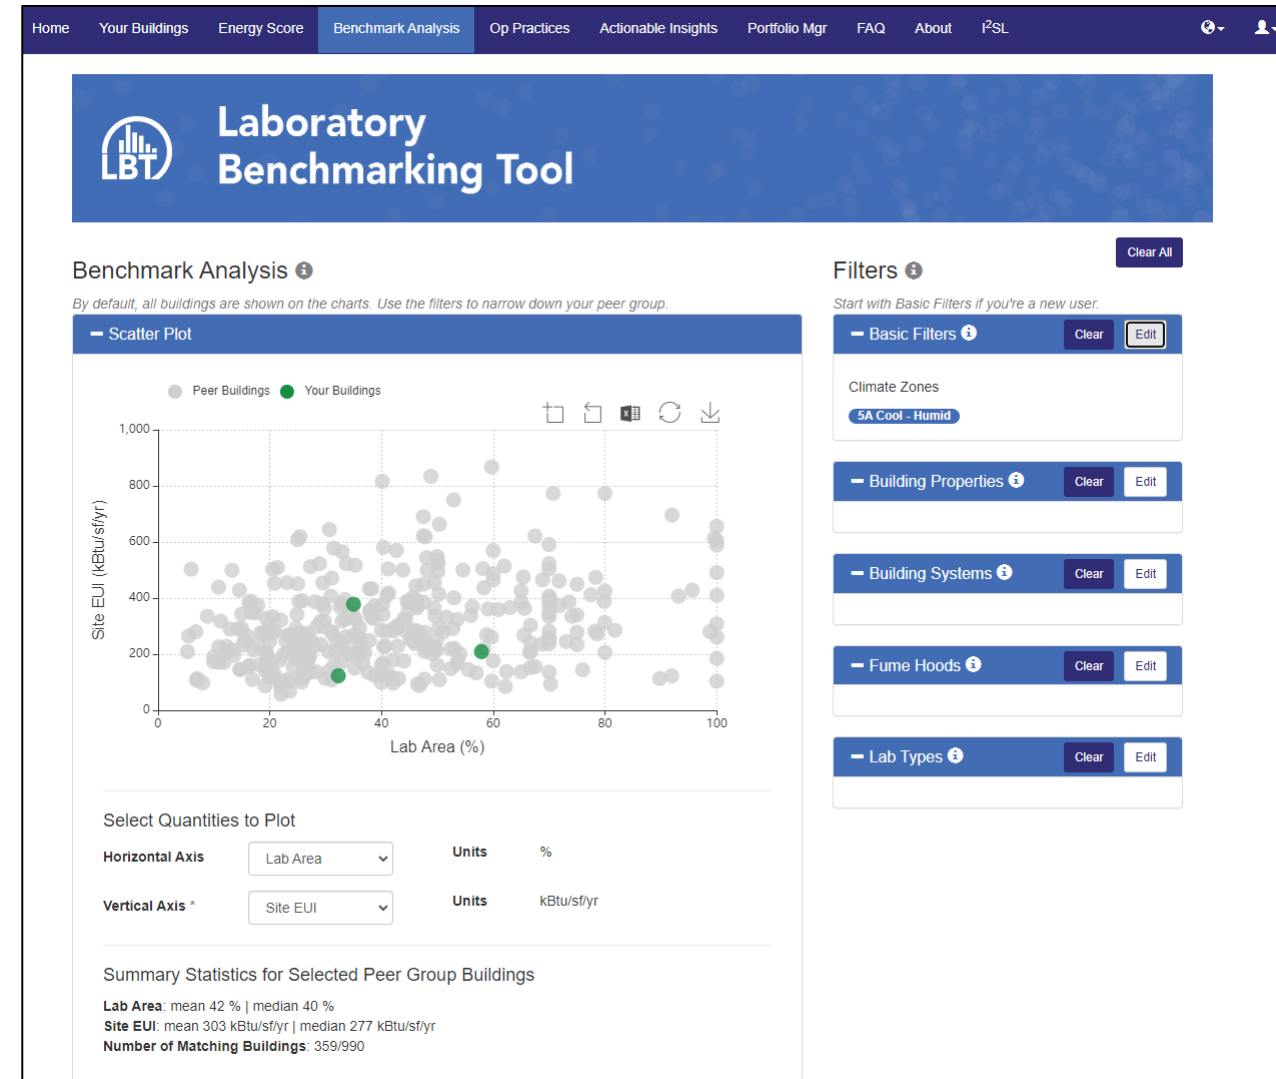 Home Your Buildings Energy Score Benchmark Analysis Op Practices Actionable Insights Portfolio Mgr FAQ About I²SL
LBT
Laboratory
Benchmarking Tool
Clear All
Benchmark Analysis
By default, all buildings are shown on the charts. Use the filters to narrow down your peer group.
Scatter Plot
Peer Buildings Your Buildings
1,000
800
600
400
200
0
Site EUI (kBtu/sf/yr)
0 20 40 60 80 100
Lab Area (%)
Select Quantities to Plot
Horizontal Axis Lab Area Units %
Vertical Axis * Site EUI Units kBtu/sf/yr
Summary Statistics for Selected Peer Group Buildings
Lab Area: mean 42 % | median 40 %
Site EUI: mean 303 kBtu/sf/yr | median 277 kBtu/sf/yr
Number of Matching Buildings: 359/990
Filters
Start with Basic Filters if you're a new user.
Basic Filters Clear Edit
Climate Zones
5A Cool - Humid
Building Properties Clear Edit
Building Systems Clear Edit
Fume Hoods Clear Edit
Lab Types Clear Edit